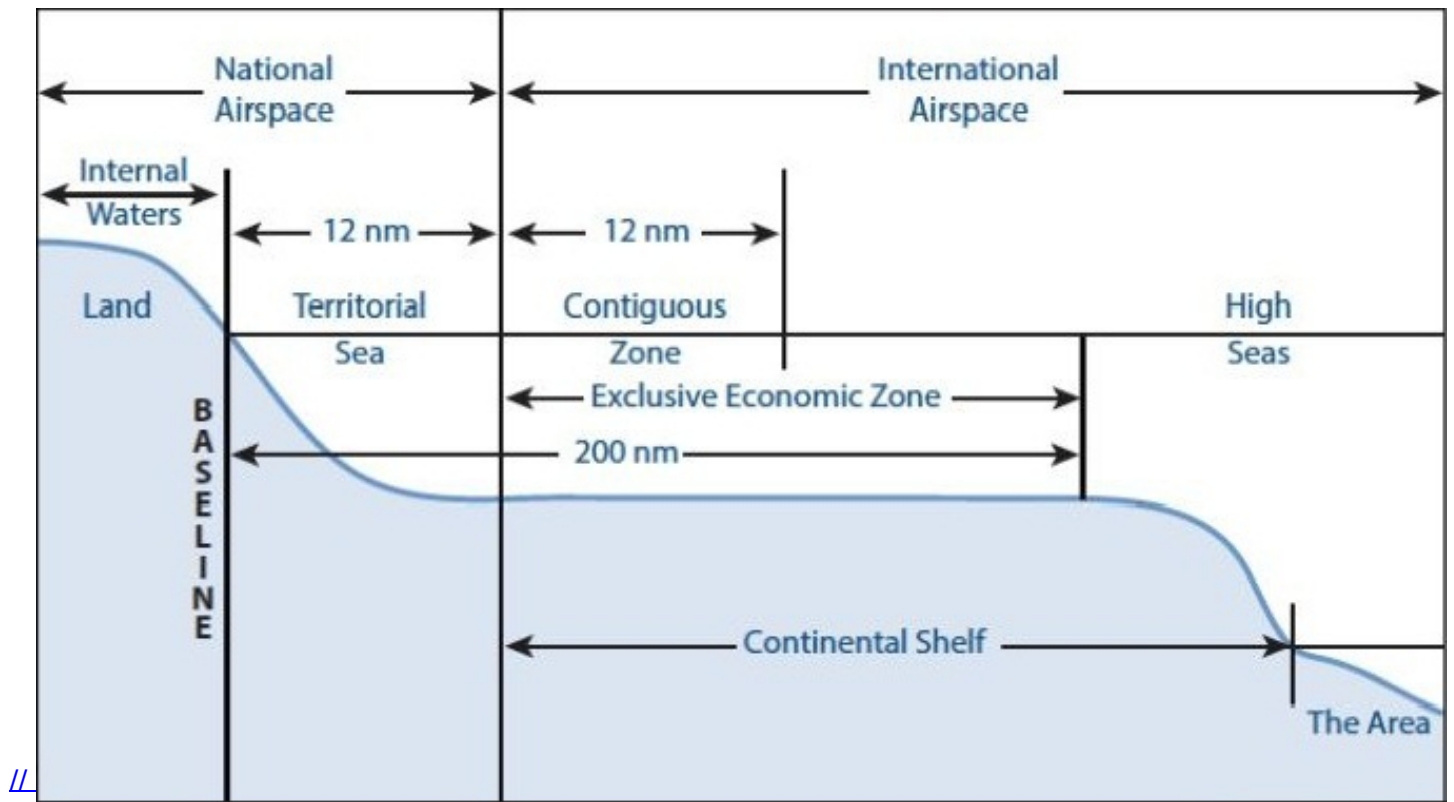 National
Airspace
International
Airspace
Internal
Waters
12 nm
12 nm
Land
Territorial
Sea
Contiguous
Zone
High
Seas
Exclusive Economic Zone
200 nm
BASELINE
Continental Shelf
The Area
//